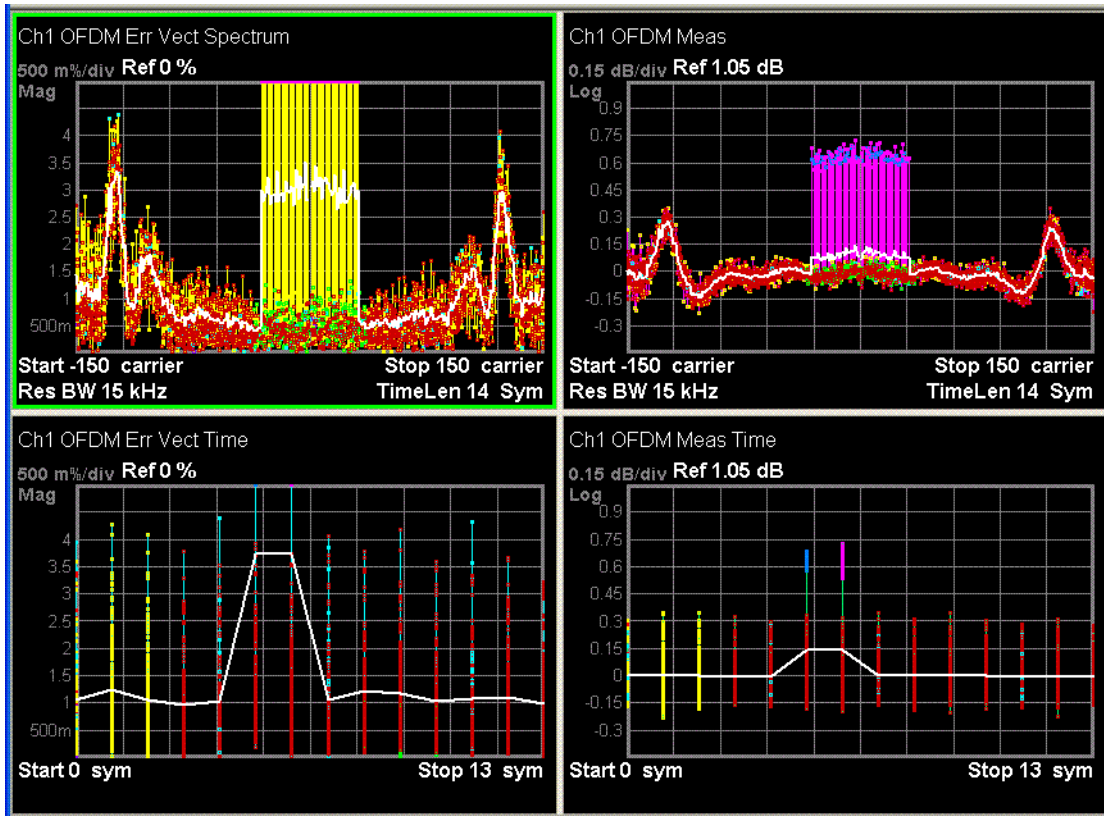 Ch1 OFDM Err Vect Spectrum
500 m%/div Ref 0 %
Mag
4
3.5
3
2.5
2
1.5
1
500m
Start -150 carrier Stop 150 carrier
Res BW 15 kHz TimeLen 14 Sym
Ch1 OFDM Meas
0.15 dB/div Ref 1.05 dB
Log
0.9
0.75
0.6
0.45
0.3
0.15
0
-0.15
-0.3
Start -150 carrier Stop 150 carrier
Res BW 15 kHz TimeLen 14 Sym
Ch1 OFDM Err Vect Time
500 m%/div Ref 0 %
Mag
4
3.5
3
2.5
2
1.5
1
500m
Start 0 sym Stop 13 sym
Ch1 OFDM Meas Time
0.15 dB/div Ref 1.05 dB
Log
0.9
0.75
0.6
0.45
0.3
0.15
0
-0.15
-0.3
Start 0 sym Stop 13 sym